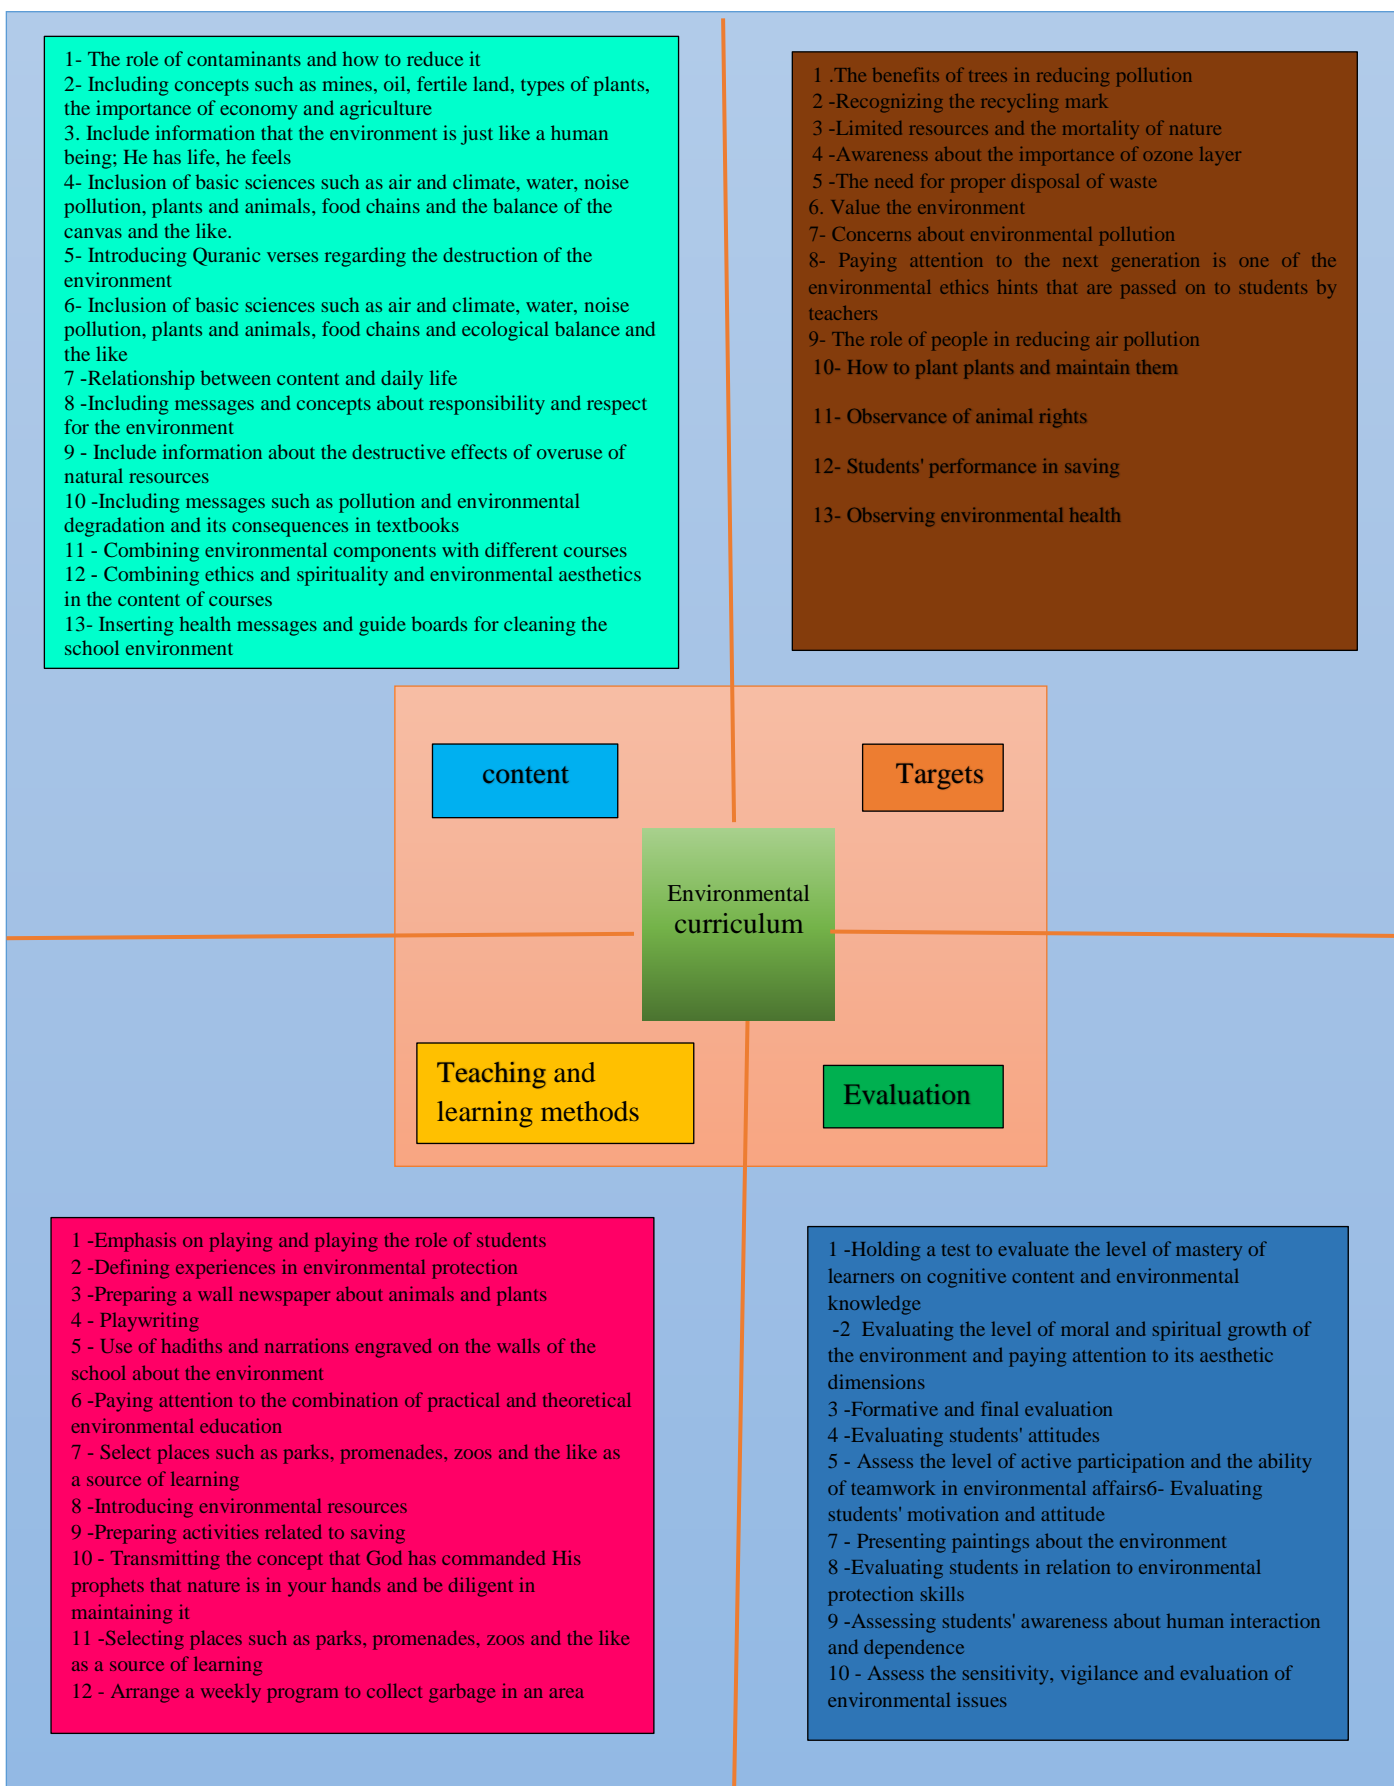 1- The role of contaminants and how to reduce it
2- Including concepts such as mines, oil, fertile land, types of plants,
the importance of economy and agriculture
3. Include information that the environment is just like a human
being; He has life, he feels
4- Inclusion of basic sciences such as air and climate, water, noise
pollution, plants and animals, food chains and the balance of the
canvas and the like.
5- Introducing Quranic verses regarding the destruction of the
environment
6- Inclusion of basic sciences such as air and climate, water, noise
pollution, plants and animals, food chains and ecological balance and
the like
7 -Relationship between content and daily life
8 -Including messages and concepts about responsibility and respect
for the environment
9 - Include information about the destructive effects of overuse of
natural resources
10 -Including messages such as pollution and environmental
degradation and its consequences in textbooks
11 - Combining environmental components with different courses
12 - Combining ethics and spirituality and environmental aesthetics
in the content of courses
13- Inserting health messages and guide boards for cleaning the
school environment
1 .The benefits of trees in reducing pollution
2 -Recognizing the recycling mark
3 -Limited resources and the mortality of nature
4 -Awareness about the importance of ozone layer
5 -The need for proper disposal of waste
6. Value the environment
7- Concerns about environmental pollution
8- Paying attention to the next generation is one of the
environmental ethics hints that are passed on to students by
teachers
9- The role of people in reducing air pollution
10- How to plant plants and maintain them
11- Observance of animal rights
12- Students' performance in saving
13- Observing environmental health
content
Targets
Environmental
curriculum
Teaching and
learning methods
Evaluation
1 -Emphasis on playing and playing the role of students
2 -Defining experiences in environmental protection
3 -Preparing a wall newspaper about animals and plants
4 - Playwriting
5 - Use of hadiths and narrations engraved on the walls of the
school about the environment
6 -Paying attention to the combination of practical and theoretical
environmental education
7 - Select places such as parks, promenades, zoos and the like as
a source of learning
8 -Introducing environmental resources
9 -Preparing activities related to saving
10 - Transmitting the concept that God has commanded His
prophets that nature is in your hands and be diligent in
maintaining it
11 -Selecting places such as parks, promenades, zoos and the like
as a source of learning
12 - Arrange a weekly program to collect garbage in an area
1 -Holding a test to evaluate the level of mastery of
learners on cognitive content and environmental
knowledge
-2 Evaluating the level of moral and spiritual growth of
the environment and paying attention to its aesthetic
dimensions
3 -Formative and final evaluation
4 -Evaluating students' attitudes
5 - Assess the level of active participation and the ability
of teamwork in environmental affairs6- Evaluating
students' motivation and attitude
7 - Presenting paintings about the environment
8 -Evaluating students in relation to environmental
protection skills
9 -Assessing students' awareness about human interaction
and dependence
10 - Assess the sensitivity, vigilance and evaluation of
environmental issues